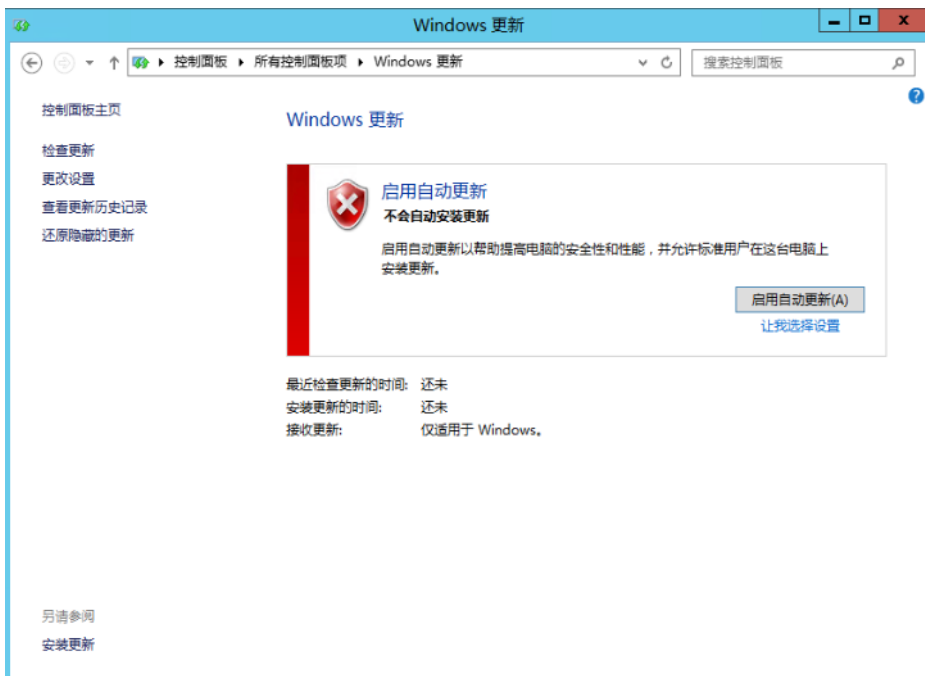 Windows 更新
控制面板 所有控制面板项 Windows 更新
搜索控制面板
控制面板主页
检查更新
更改设置
查看更新历史记录
还原隐藏的更新
Windows 更新
启用自动更新
不会自动安装更新
启用自动更新以帮助提高电脑的安全性和性能，并允许标准用户在这台电脑上
安装更新。
启用自动更新(A)
让我选择设置
最近检查更新的时间: 还未
安装更新的时间: 还未
接收更新: 仅适用于 Windows。
另请参阅
安装更新